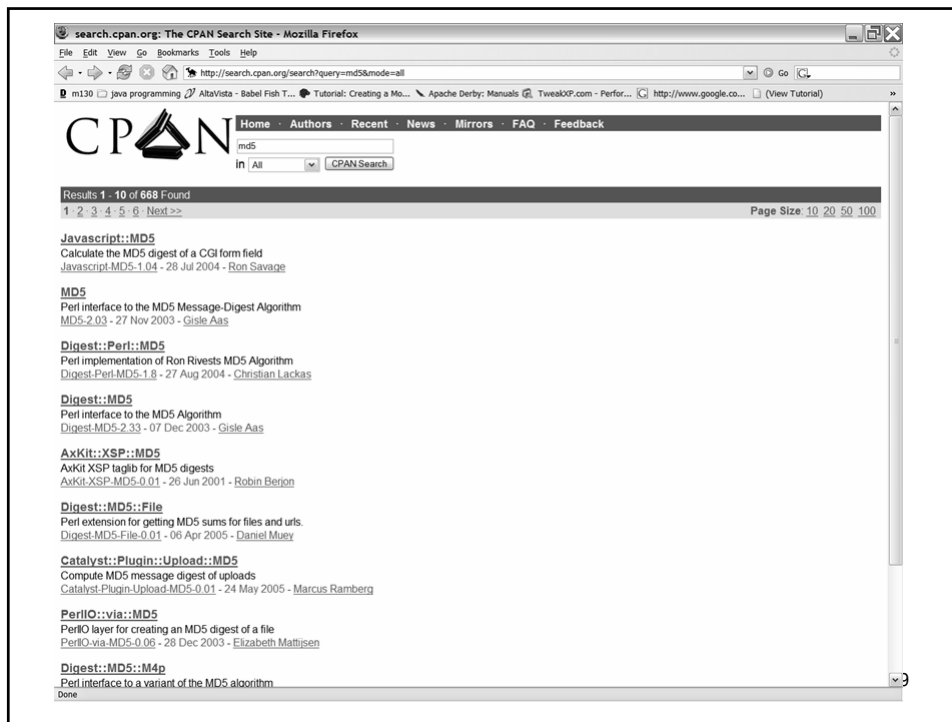 search.cpan.org: The CPAN Search Site - Mozilla Firefox
File Edit View Go Bookmarks Tools Help
http://search.cpan.org/search?query=md5&mode=all Go
m130 java programming AltaVista - Babel Fish T... Tutorial: Creating a Mo... Apache Derby: Manuals TweakXP.com - Perfor... http://www.google.co... (View Tutorial) »
CPAN
Home · Authors · Recent · News · Mirrors · FAQ · Feedback
md5
in All CPAN Search
Results 1 - 10 of 668 Found
1 · 2 · 3 · 4 · 5 · 6 · Next >> Page Size: 10 20 50 100
Javascript::MD5
Calculate the MD5 digest of a CGI form field
Javascript-MD5-1.04 - 28 Jul 2004 - Ron Savage
MD5
Perl interface to the MD5 Message-Digest Algorithm
MD5-2.03 - 27 Nov 2003 - Gisle Aas
Digest::Perl::MD5
Perl implementation of Ron Rivests MD5 Algorithm
Digest-Perl-MD5-1.8 - 27 Aug 2004 - Christian Lackas
Digest::MD5
Perl interface to the MD5 Algorithm
Digest-MD5-2.33 - 07 Dec 2003 - Gisle Aas
AxKit::XSP::MD5
AxKit XSP taglib for MD5 digests
AxKit-XSP-MD5-0.01 - 26 Jun 2001 - Robin Berjon
Digest::MD5::File
Perl extension for getting MD5 sums for files and urls.
Digest-MD5-File-0.01 - 06 Apr 2005 - Daniel Muey
Catalyst::Plugin::Upload::MD5
Compute MD5 message digest of uploads
Catalyst-Plugin-Upload-MD5-0.01 - 24 May 2005 - Marcus Ramberg
PerlIO::via::MD5
PerlIO layer for creating an MD5 digest of a file
PerlIO-via-MD5-0.06 - 28 Dec 2003 - Elizabeth Mattijsen
Digest::MD5::M4p
Perl interface to a variant of the MD5 algorithm
9
Done